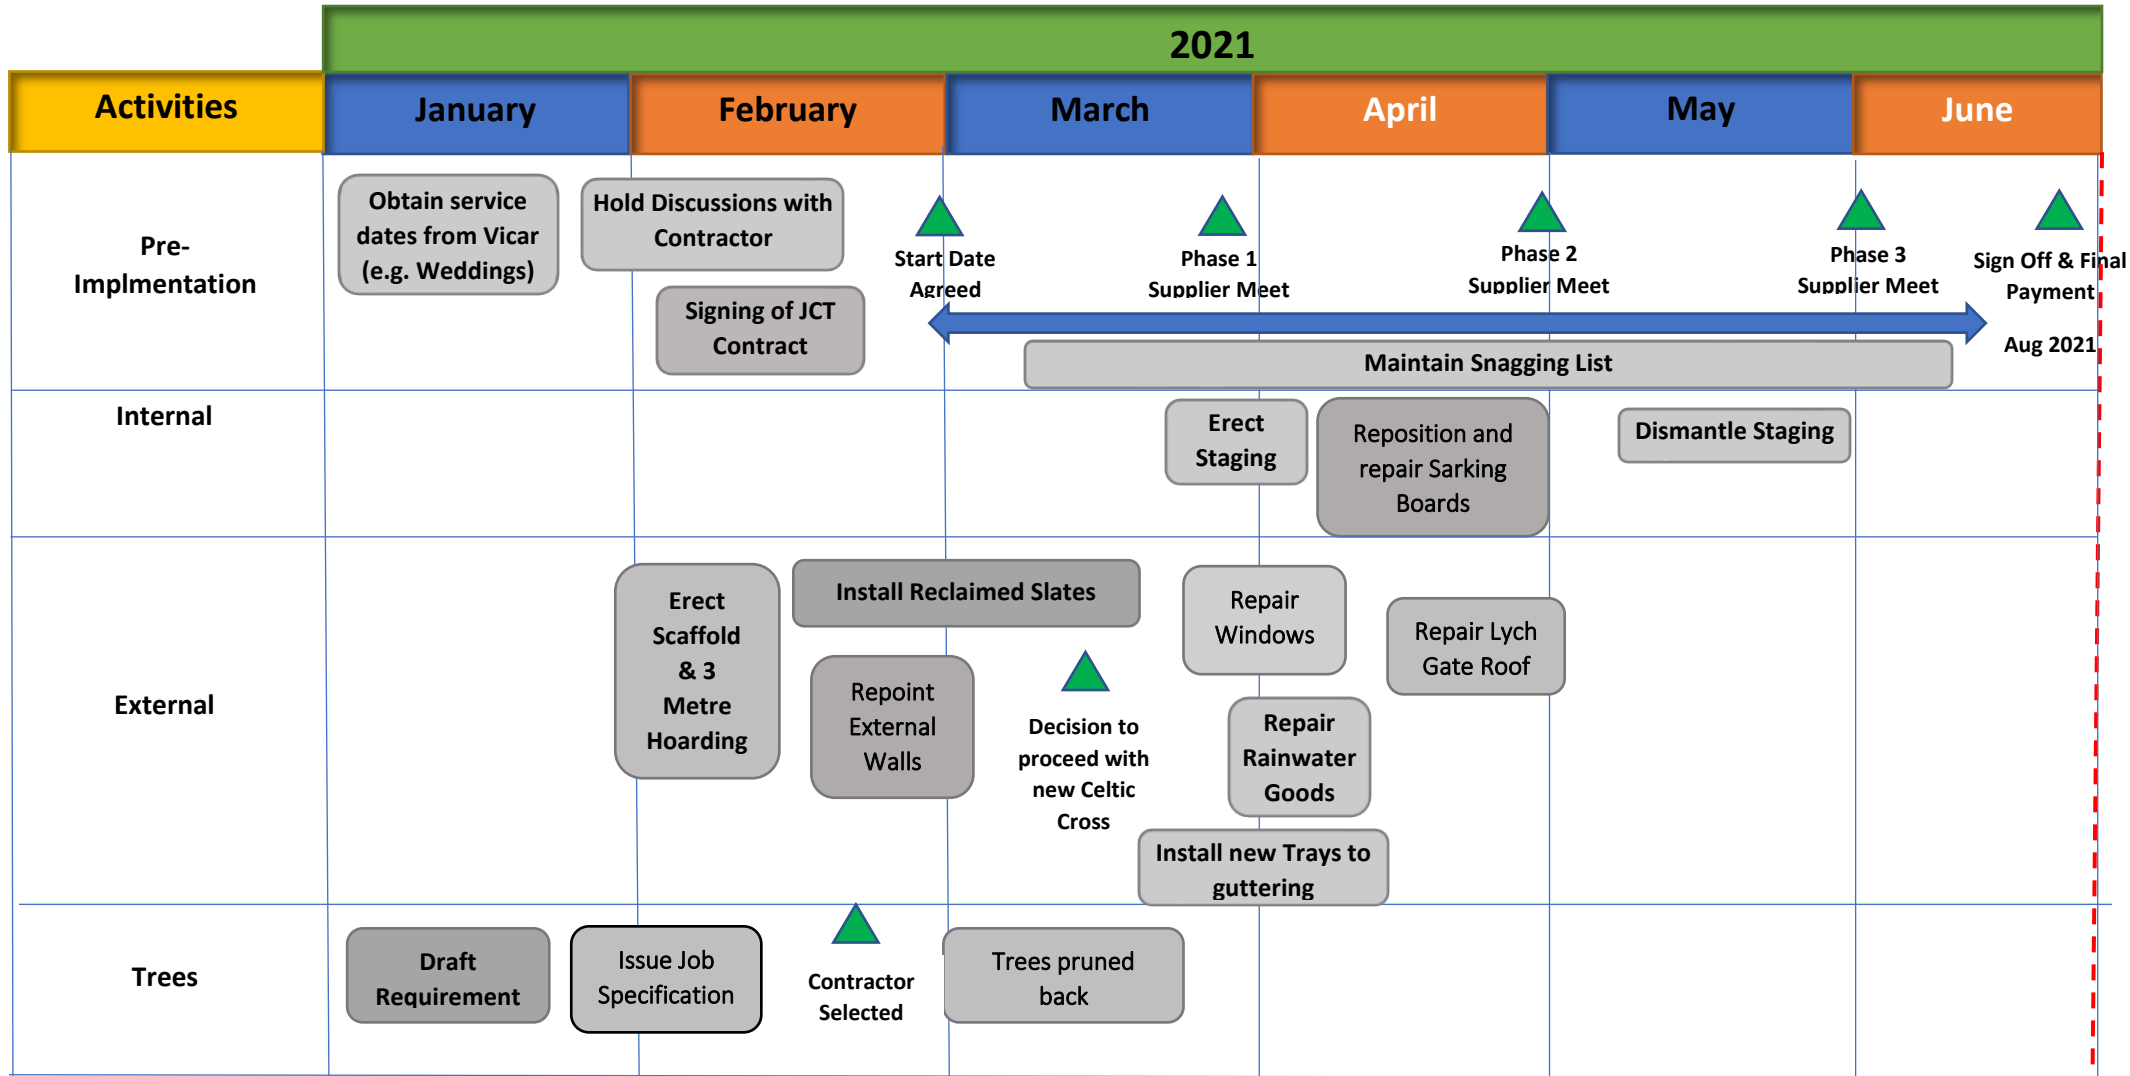 2021
Activities
January
February
March
April
May
June
Pre-
Implmentation
Obtain service
dates from Vicar
(e.g. Weddings)
Hold Discussions with
Contractor
Signing of JCT
Contract
Start Date
Agreed
Phase 1
Supplier Meet
Phase 2
Supplier Meet
Phase 3
Supplier Meet
Sign Off & Final
Payment
Aug 2021
Maintain Snagging List
Internal
Erect
Staging
Reposition and
repair Sarking
Boards
Dismantle Staging
External
Erect
Scaffold
& 3
Metre
Hoarding
Install Reclaimed Slates
Repoint
External
Walls
Decision to
proceed with
new Celtic
Cross
Repair
Windows
Repair Lych
Gate Roof
Repair
Rainwater
Goods
Install new Trays to
guttering
Trees
Draft
Requirement
Issue Job
Specification
Contractor
Selected
Trees pruned
back